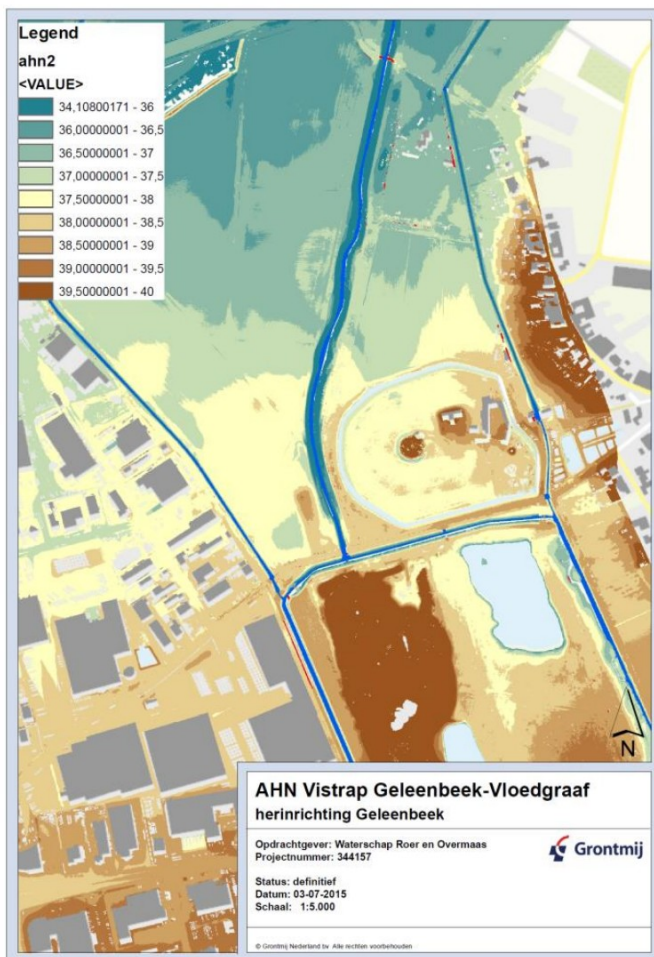 Legend
ahn2
<VALUE>
34,10800171 - 36
36,00000001 - 36,5
36,50000001 - 37
37,00000001 - 37,5
37,50000001 - 38
38,00000001 - 38,5
38,50000001 - 39
39,00000001 - 39,5
39,50000001 - 40
N
AHN Vistrap Geleenbeek-Vloedgraaf
herinrichting Geleenbeek
Opdrachtgever: Waterschap Roer en Overmaas
Projectnummer: 344157
Grontmij
Status: definitief
Datum: 03-07-2015
Schaal: 1:5.000
© Grontmij Nederland bv Alle rechten voorbehouden